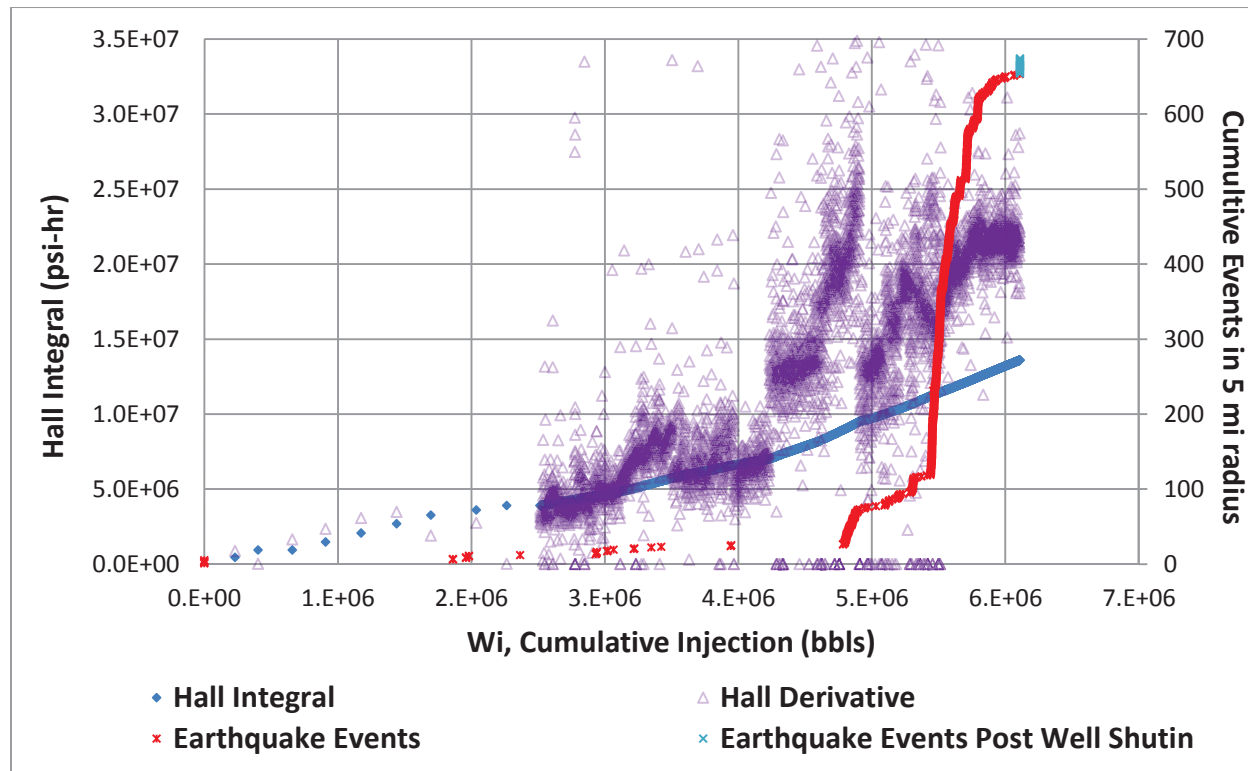 3.5E+07
3.0E+07
2.5E+07
2.0E+07
1.5E+07
1.0E+07
5.0E+06
0.0E+00
Hall Integral (psi-hr)
700
600
500
400
300
200
100
0
Cumultive Events in 5 mi radius
0.E+00 1.E+06 2.E+06 3.E+06 4.E+06 5.E+06 6.E+06 7.E+06
Wi, Cumulative Injection (bbls)
Hall Integral Hall Derivative
Earthquake Events Earthquake Events Post Well Shutin